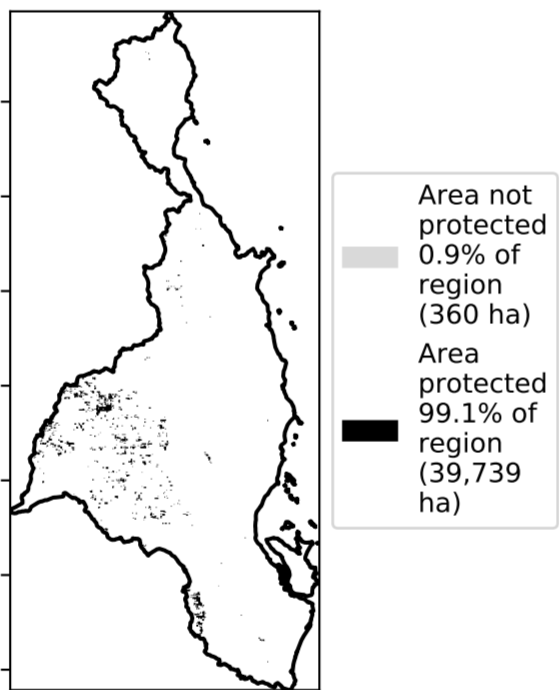 Area not
protected
0.9% of
region
(360 ha)
Area
protected
99.1% of
region
(39,739
ha)